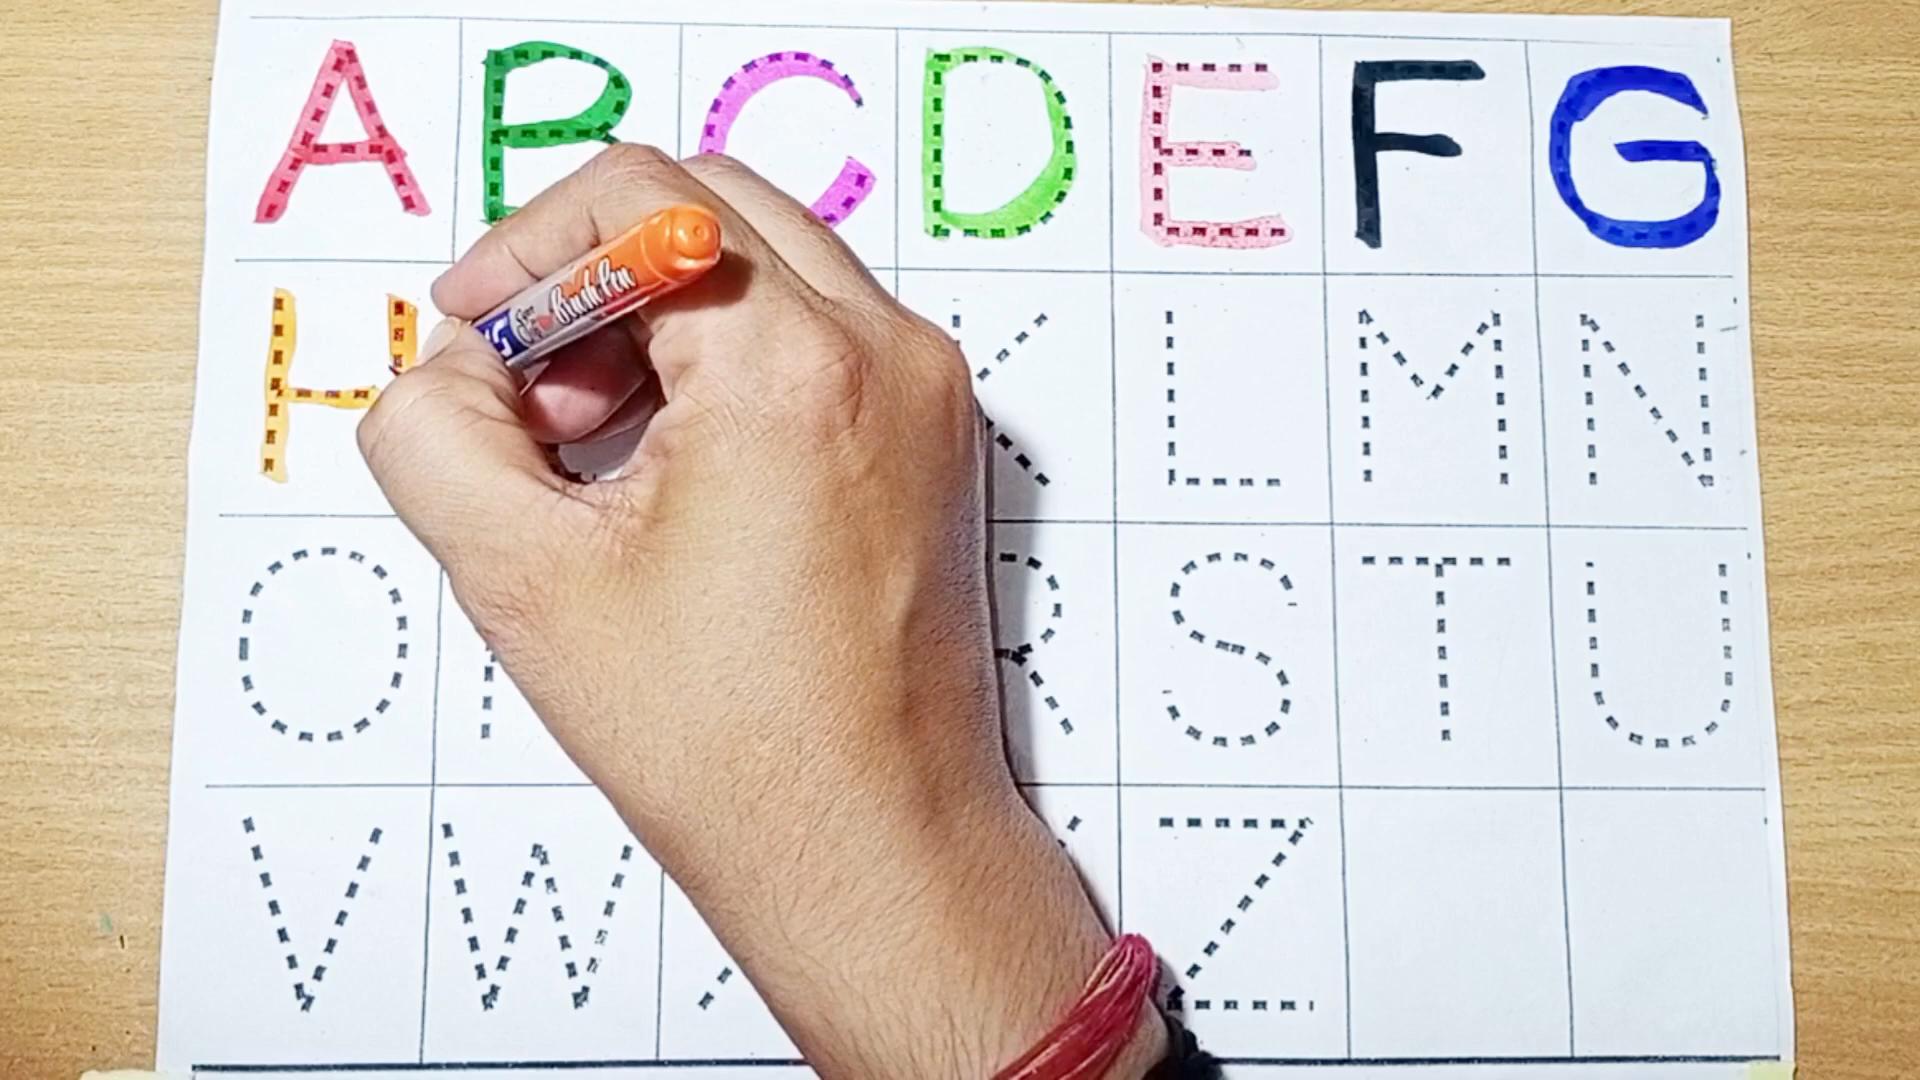 A B C D E F G
H K L M N
O R S T U
V W Z
Brush Pen